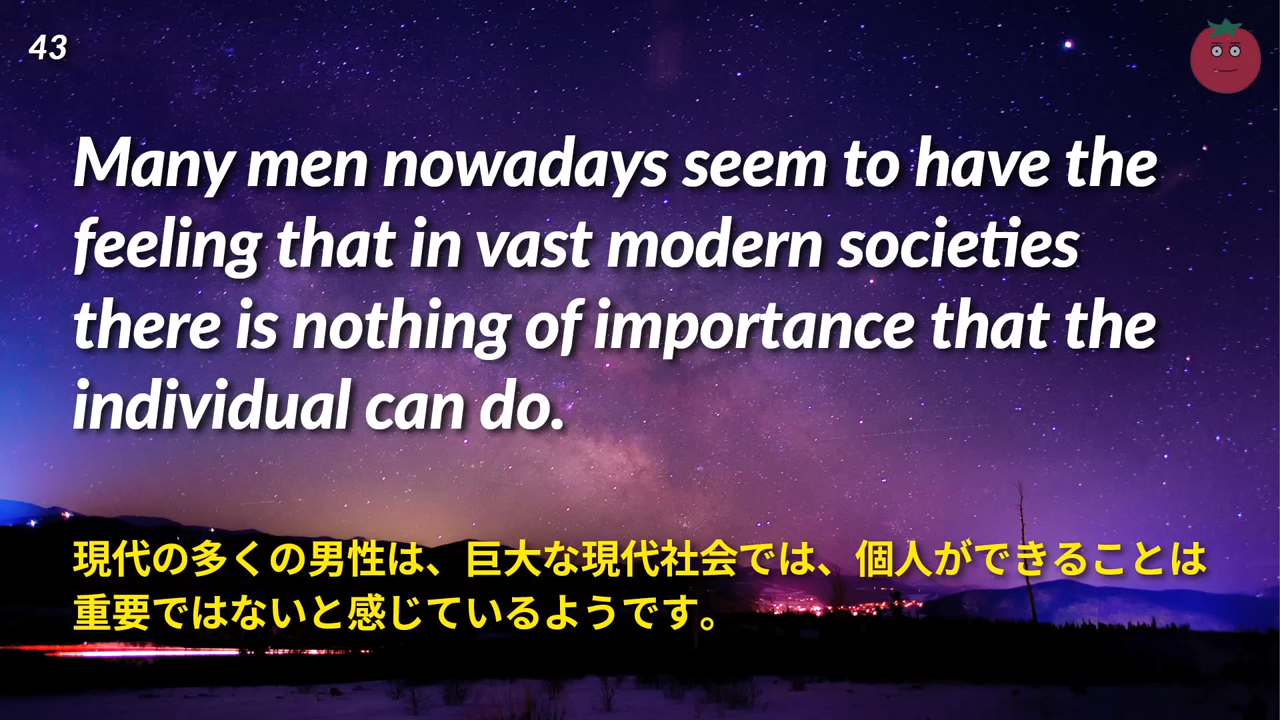 43
Many men nowadays seem to have the
feeling that in vast modern societies
there is nothing of importance that the
individual can do.
現代の多くの男性は、巨大な現代社会では、個人ができることは
重要ではないと感じているようです。